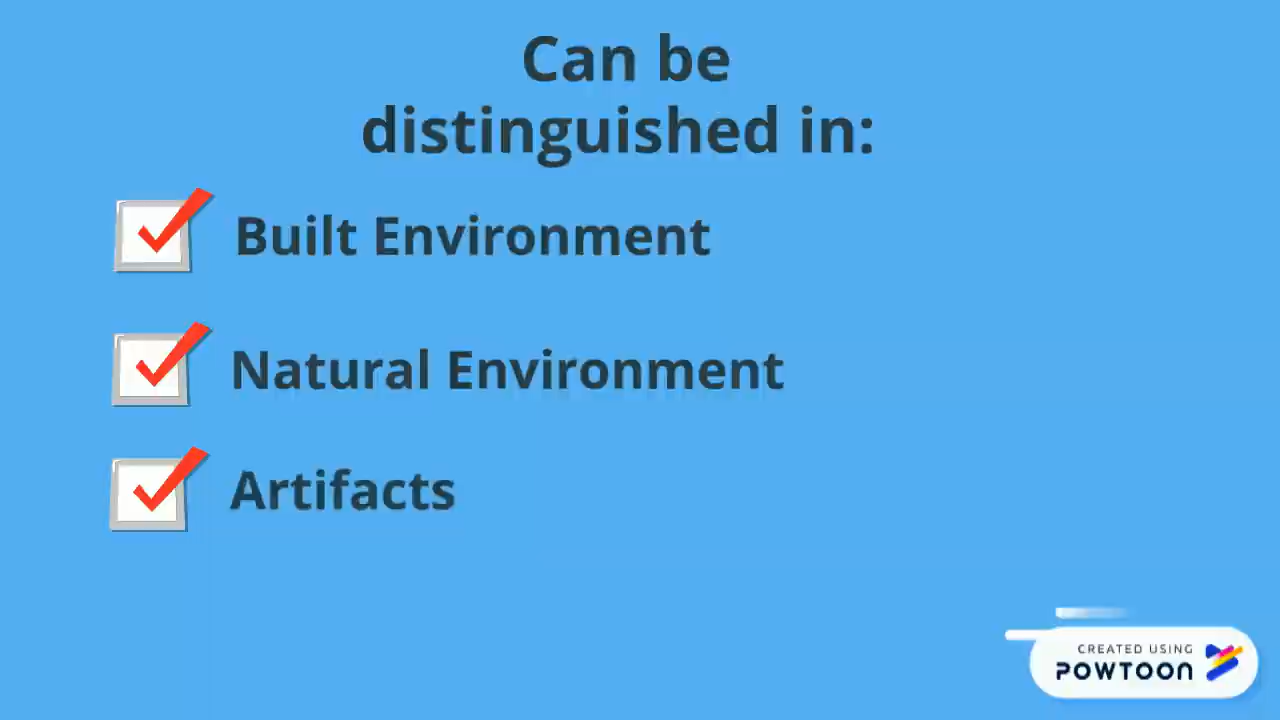 Can be
distinguished in:
Built Environment
Natural Environment
Artifacts
CREATED USING
POWTOON